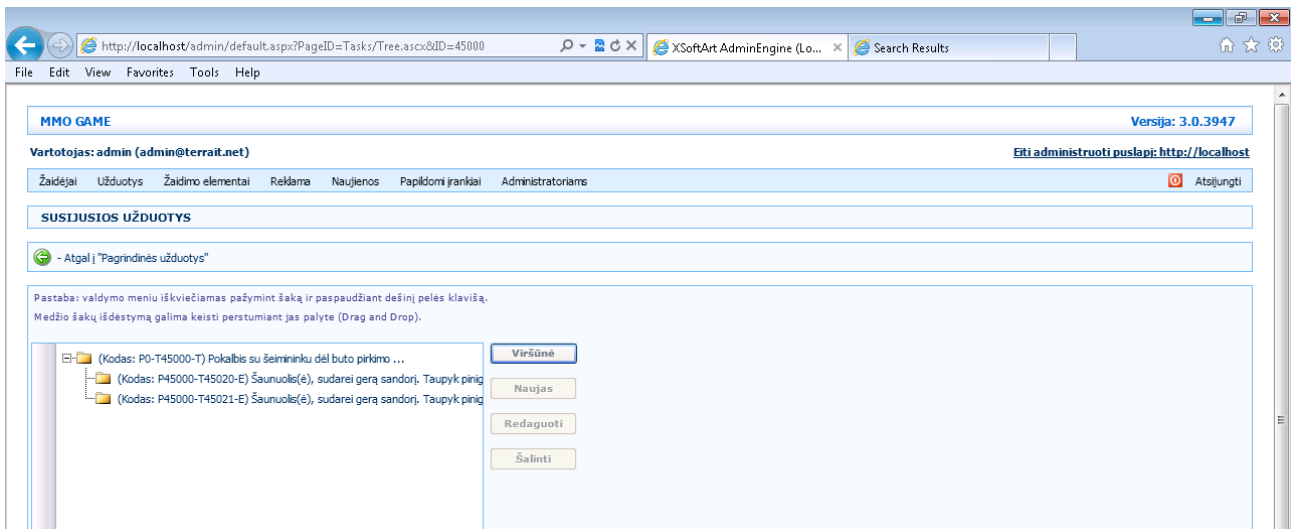 http://localhost/admin/default.aspx?PageID=Tasks/Tree.ascx&ID=45000
XSoftArt AdminEngine (Lo...
Search Results
File Edit View Favorites Tools Help
MMO GAME
Versija: 3.0.3947
Vartotojas: admin (admin@terrait.net)
Eiti administruoti puslapį: http://localhost
Žaidėjai Užduotys Žaidimo elementai Reklama Naujienos Papildomi įrankiai Administratoriams Atsijungti
SUSIJUSIOS UŽDUOTYS
- Atgal į "Pagrindinės užduotys"
Pastaba: valdymo meniu iškviečiamas pažymint šaką ir paspaudžiant dešinį pelės klavišą.
Medžio šakų išdėstymą galima keisti perstumiant jas palyte (Drag and Drop).
(Kodas: P0-T45000-T) Pokalbis su šeimininku dėl buto pirkimo ...
(Kodas: P45000-T45020-E) Šaunuolis(ė), sudarei gerą sandorį. Taupyk pinig
(Kodas: P45000-T45021-E) Šaunuolis(ė), sudarei gerą sandorį. Taupyk pinig
Viršūnė
Naujas
Redaguoti
Šalinti